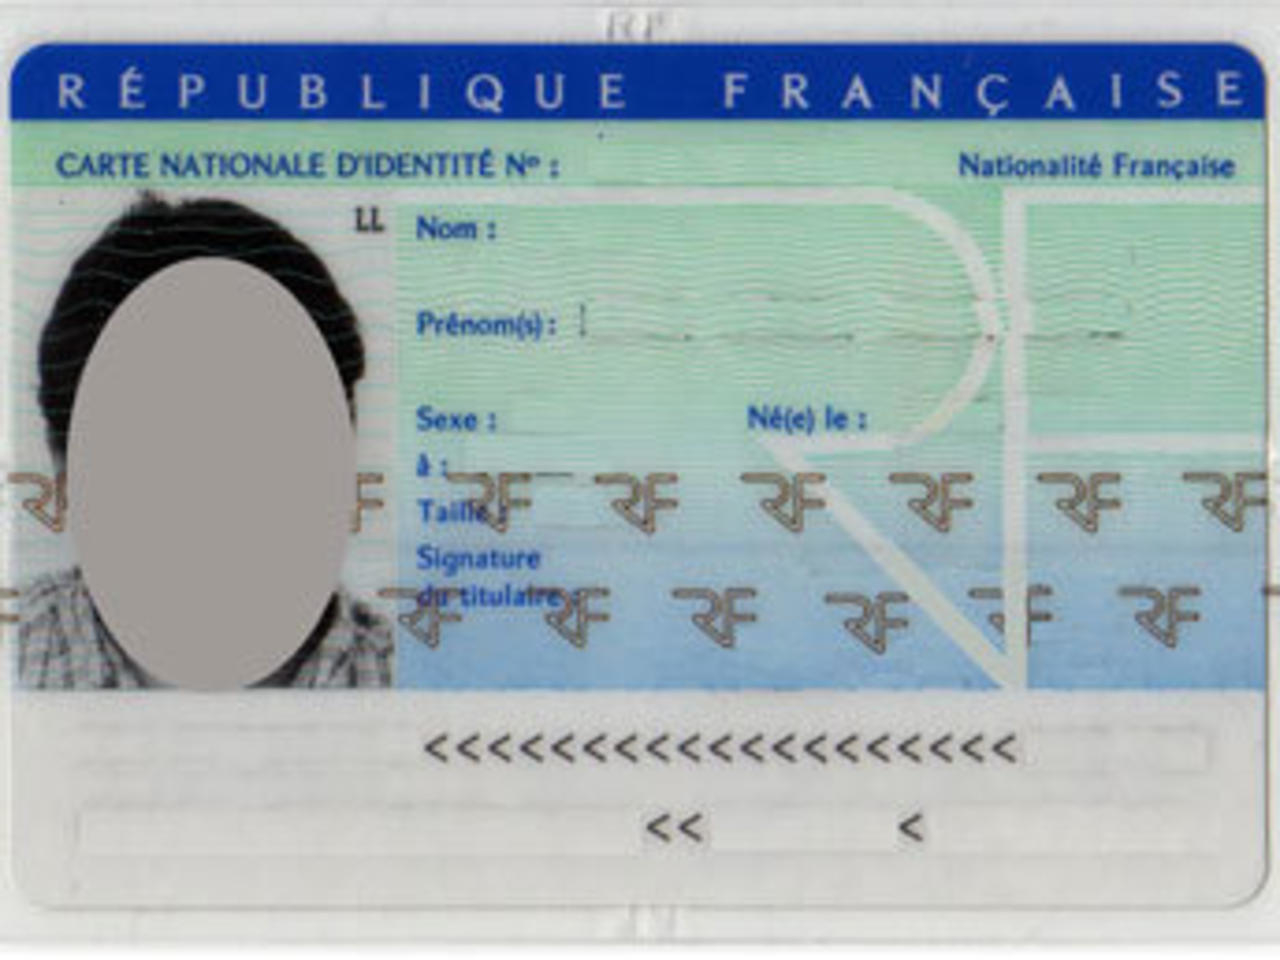 RÉPUBLIQUE FRANÇAISE
CARTE NATIONALE D'IDENTITÉ Nº :
Nationalité Française
LL
Nom :
Prénom(s) :
Sexe :
Né(e) le :
à :
Taille :
Signature
du titulaire :
RF RF RF RF RF RF RF RF
RF RF RF RF RF RF
<<<<<<<<<<<<<<<<<<<
<< <